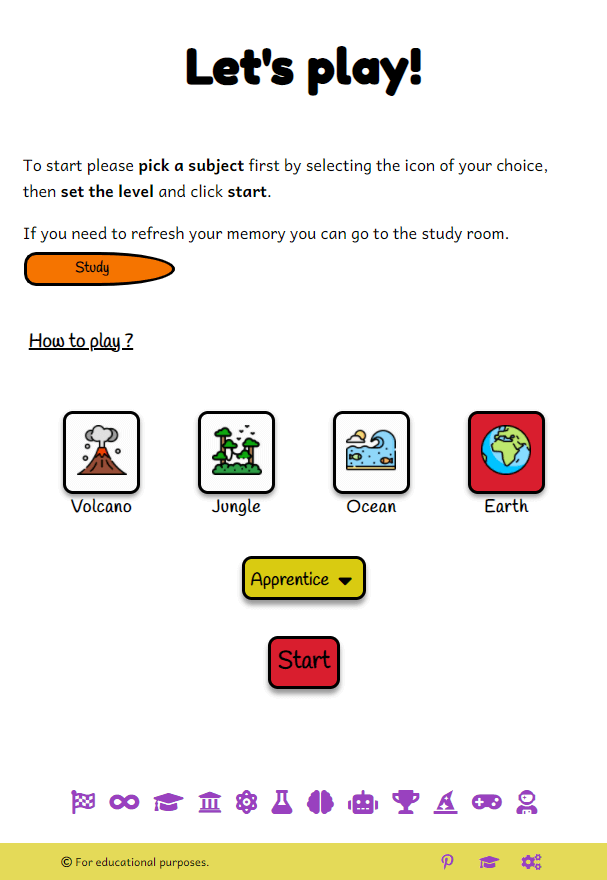 Let's play!
To start please pick a subject first by selecting the icon of your choice,
then set the level and click start.
If you need to refresh your memory you can go to the study room.
Study
How to play ?
Volcano
Jungle
Ocean
Earth
Apprentice
Start
© For educational purposes.